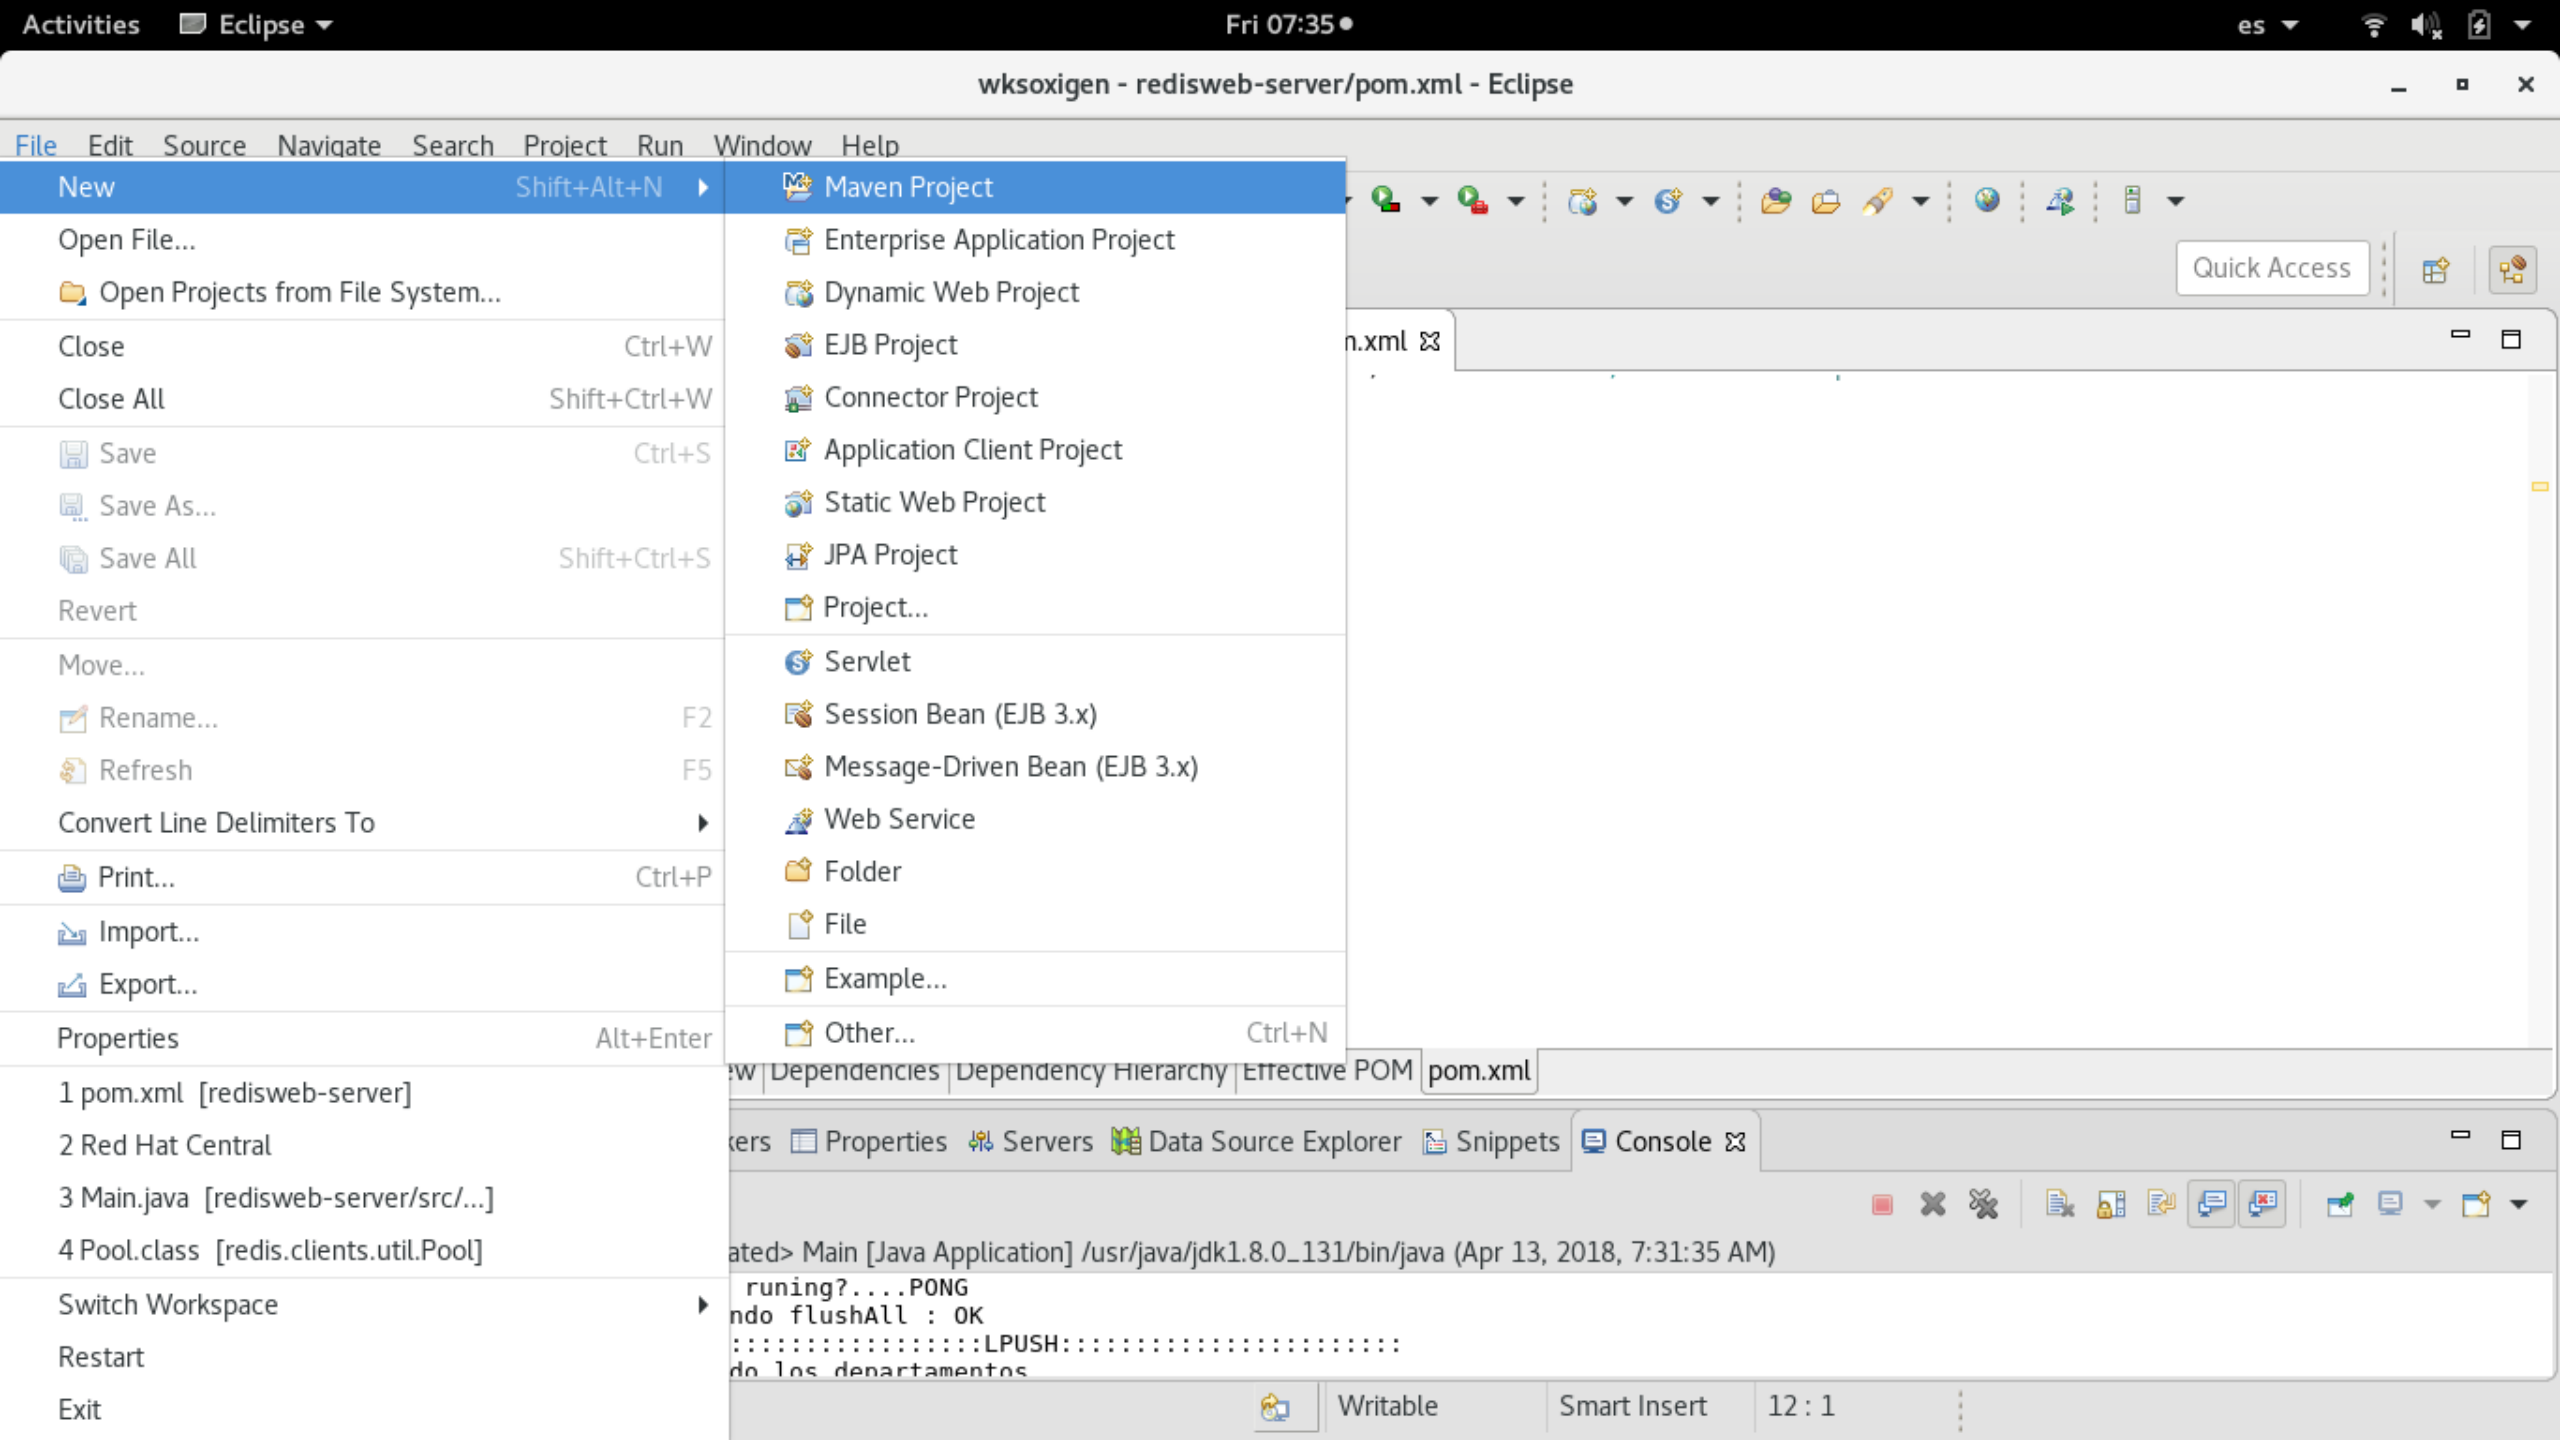 Activities Eclipse Fri 07:35 es
wksoxigen - redisweb-server/pom.xml - Eclipse
File Edit Source Navigate Search Project Run Window Help
New Shift+Alt+N
Open File...
Open Projects from File System...
Close Ctrl+W
Close All Shift+Ctrl+W
Save Ctrl+S
Save As...
Save All Shift+Ctrl+S
Revert
Move...
Rename... F2
Refresh F5
Convert Line Delimiters To
Print... Ctrl+P
Import...
Export...
Properties Alt+Enter
1 pom.xml [redisweb-server]
2 Red Hat Central
3 Main.java [redisweb-server/src/...]
4 Pool.class [redis.clients.util.Pool]
Switch Workspace
Restart
Exit
Maven Project
Enterprise Application Project
Dynamic Web Project
EJB Project
Connector Project
Application Client Project
Static Web Project
JPA Project
Project...
Servlet
Session Bean (EJB 3.x)
Message-Driven Bean (EJB 3.x)
Web Service
Folder
File
Example...
Other... Ctrl+N
Quick Access
n.xml
ew Dependencies Dependency Hierarchy Effective POM pom.xml
kers Properties Servers Data Source Explorer Snippets Console
ated> Main [Java Application] /usr/java/jdk1.8.0_131/bin/java (Apr 13, 2018, 7:31:35 AM)
runing?....PONG
ndo flushAll : OK
:::::::::::::::::LPUSH:::::::::::::::::::::::
do los departamentos
Writable Smart Insert 12 : 1